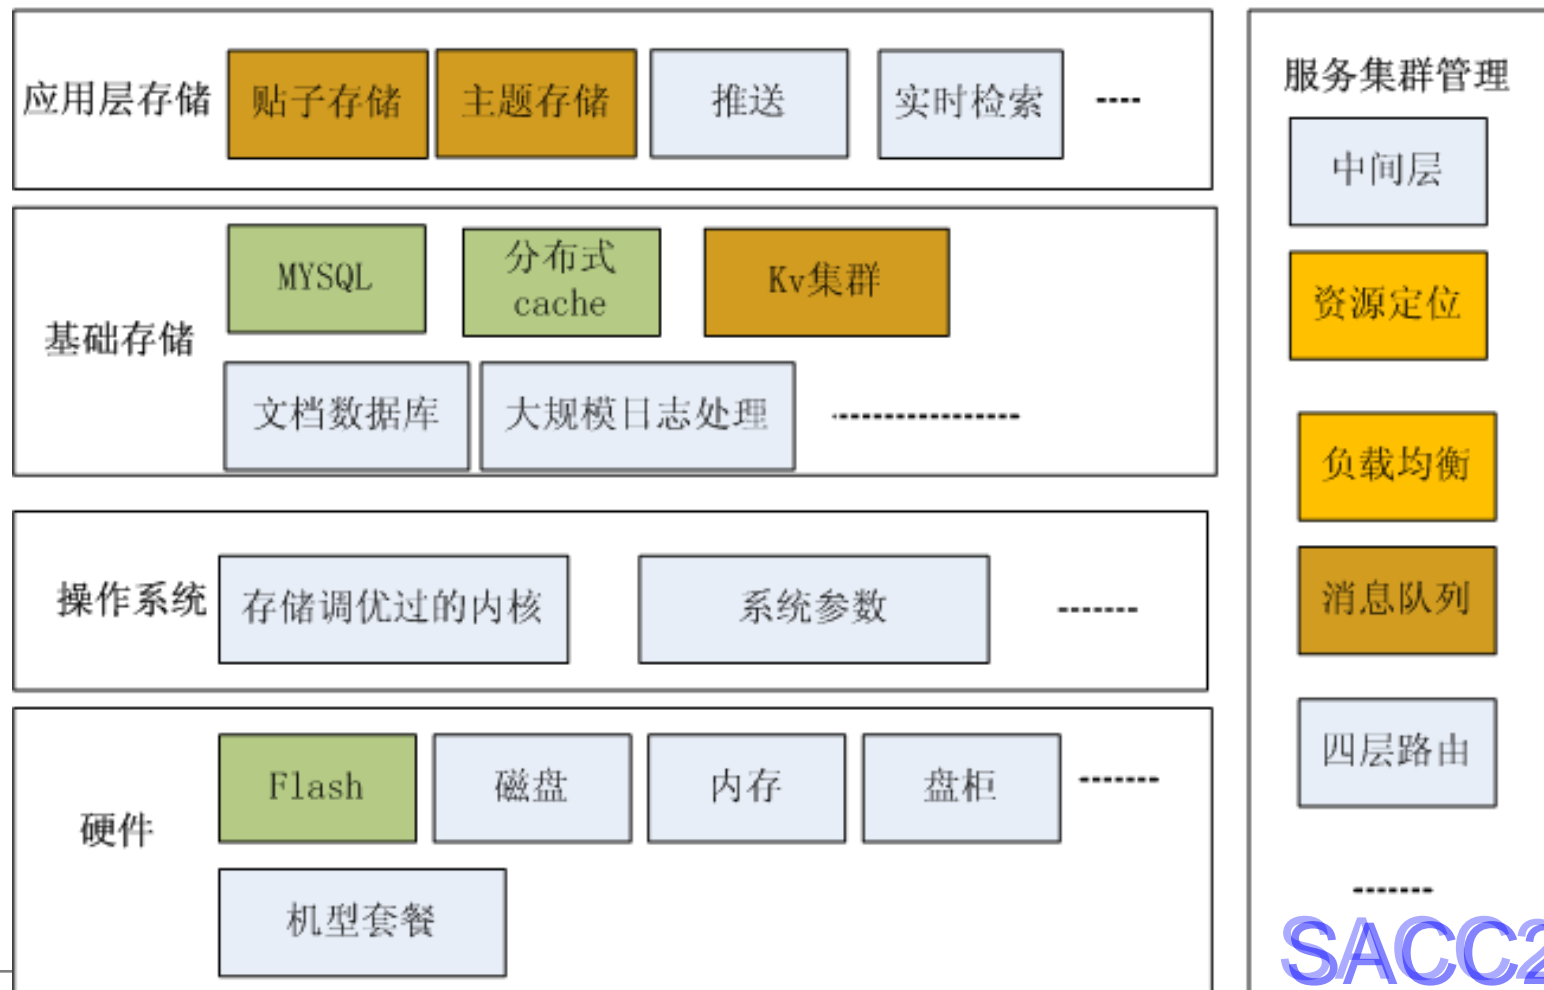 应用层存储
贴子存储
主题存储
推送
实时检索
基础存储
MYSQL
分布式
cache
Kv集群
文档数据库
大规模日志处理
操作系统
存储调优过的内核
系统参数
硬件
Flash
磁盘
内存
盘柜
机型套餐
服务集群管理
中间层
资源定位
负载均衡
消息队列
四层路由
SACC2